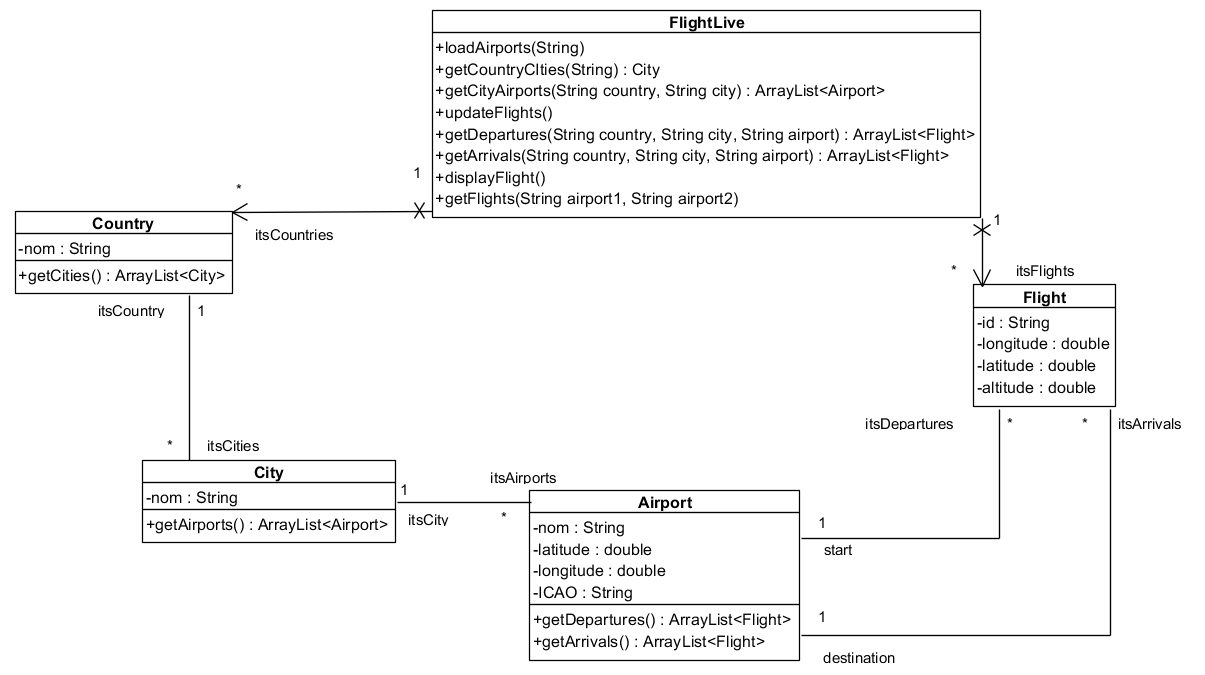 FlightLive
+loadAirports(String)
+getCountryCIties(String) : City
+getCityAirports(String country, String city) : ArrayList<Airport>
+updateFlights()
+getDepartures(String country, String city, String airport) : ArrayList<Flight>
+getArrivals(String country, String city, String airport) : ArrayList<Flight>
+displayFlight()
+getFlights(String airport1, String airport2)
1
*
itsCountries
Country
-nom : String
+getCities() : ArrayList<City>
1
*
itsFlights
Flight
-id : String
-longitude : double
-latitude : double
-altitude : double
itsCountry
1
*
itsCities
City
-nom : String
+getAirports() : ArrayList<Airport>
1
itsCity
itsAirports
*
Airport
-nom : String
-latitude : double
-longitude : double
-ICAO : String
+getDepartures() : ArrayList<Flight>
+getArrivals() : ArrayList<Flight>
itsDepartures
*
*
itsArrivals
1
start
1
destination